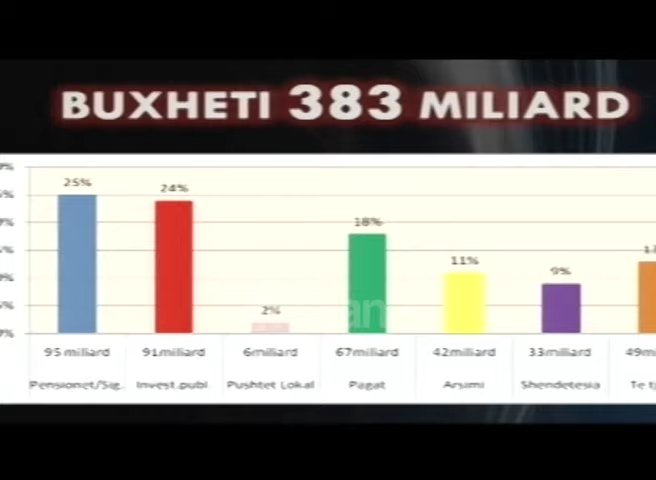 BUXHETI 383 MILIARD
25%
24%
2%
18%
11%
9%
95 miliard 91miliard 6miliard 67miliard 42miliard 33miliard
Pensionet/Sig. Invest.publ. Pushtet Lokal Pagat Arsimi Shendetesia